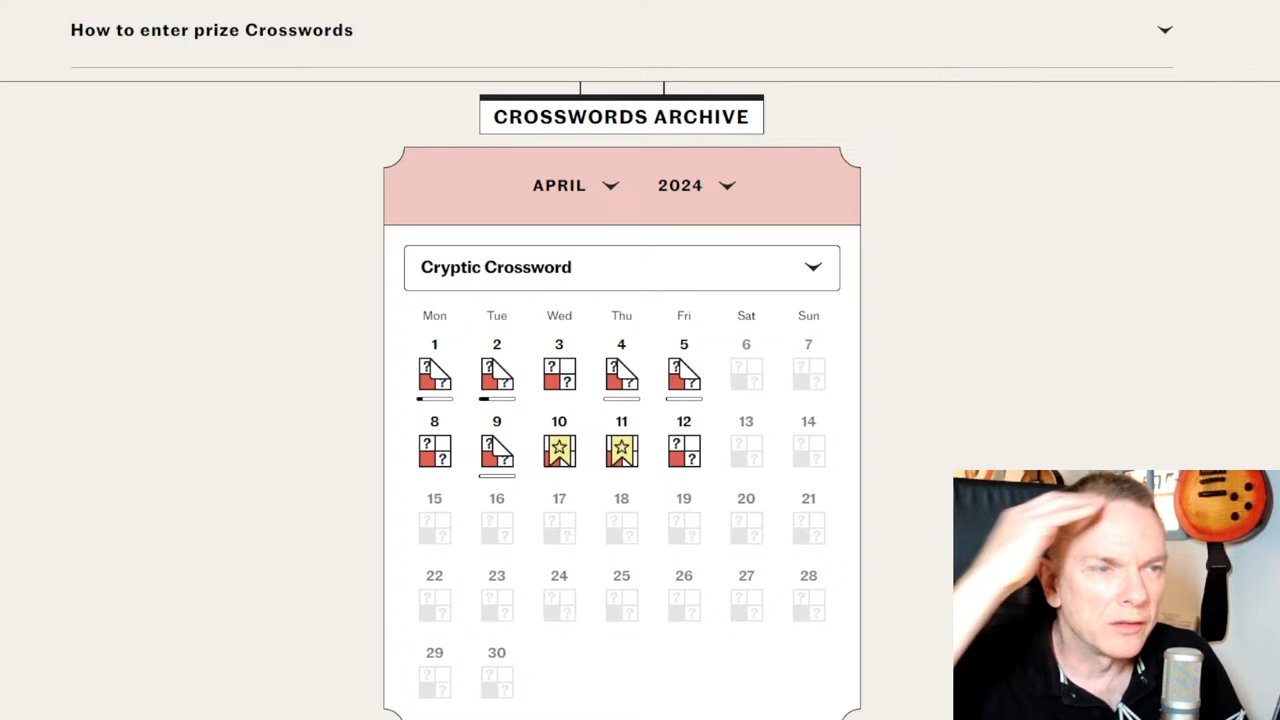 How to enter prize Crosswords
CROSSWORDS ARCHIVE
APRIL 2024
Cryptic Crossword
Mon Tue Wed Thu Fri Sat Sun
1 2 3 4 5 6 7
? ? ? ? ? ? ? ? ? ? ? ? ? ?
8 9 10 11 12 13 14
? ? ? ? ? ? ? ? ? ?
15 16 17 18 19 20 21
? ? ? ? ? ? ? ? ? ? ? ? ? ?
22 23 24 25 26 27 28
? ? ? ? ? ? ? ? ? ? ? ? ? ?
29 30
? ? ? ?